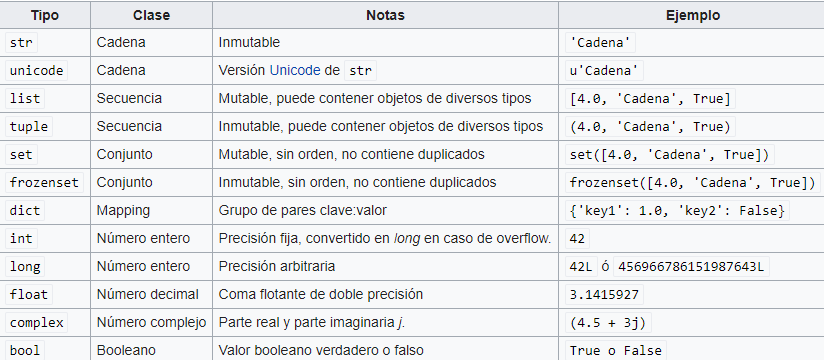 Tipo Clase Notas Ejemplo
str Cadena Inmutable 'Cadena'
unicode Cadena Versión Unicode de str u'Cadena'
list Secuencia Mutable, puede contener objetos de diversos tipos [4.0, 'Cadena', True]
tuple Secuencia Inmutable, puede contener objetos de diversos tipos (4.0, 'Cadena', True)
set Conjunto Mutable, sin orden, no contiene duplicados set([4.0, 'Cadena', True])
frozenset Conjunto Inmutable, sin orden, no contiene duplicados frozenset([4.0, 'Cadena', True])
dict Mapping Grupo de pares clave:valor {'key1': 1.0, 'key2': False}
int Número entero Precisión fija, convertido en long en caso de overflow. 42
long Número entero Precisión arbitraria 42L ó 456966786151987643L
float Número decimal Coma flotante de doble precisión 3.1415927
complex Número complejo Parte real y parte imaginaria j. (4.5 + 3j)
bool Booleano Valor booleano verdadero o falso True o False